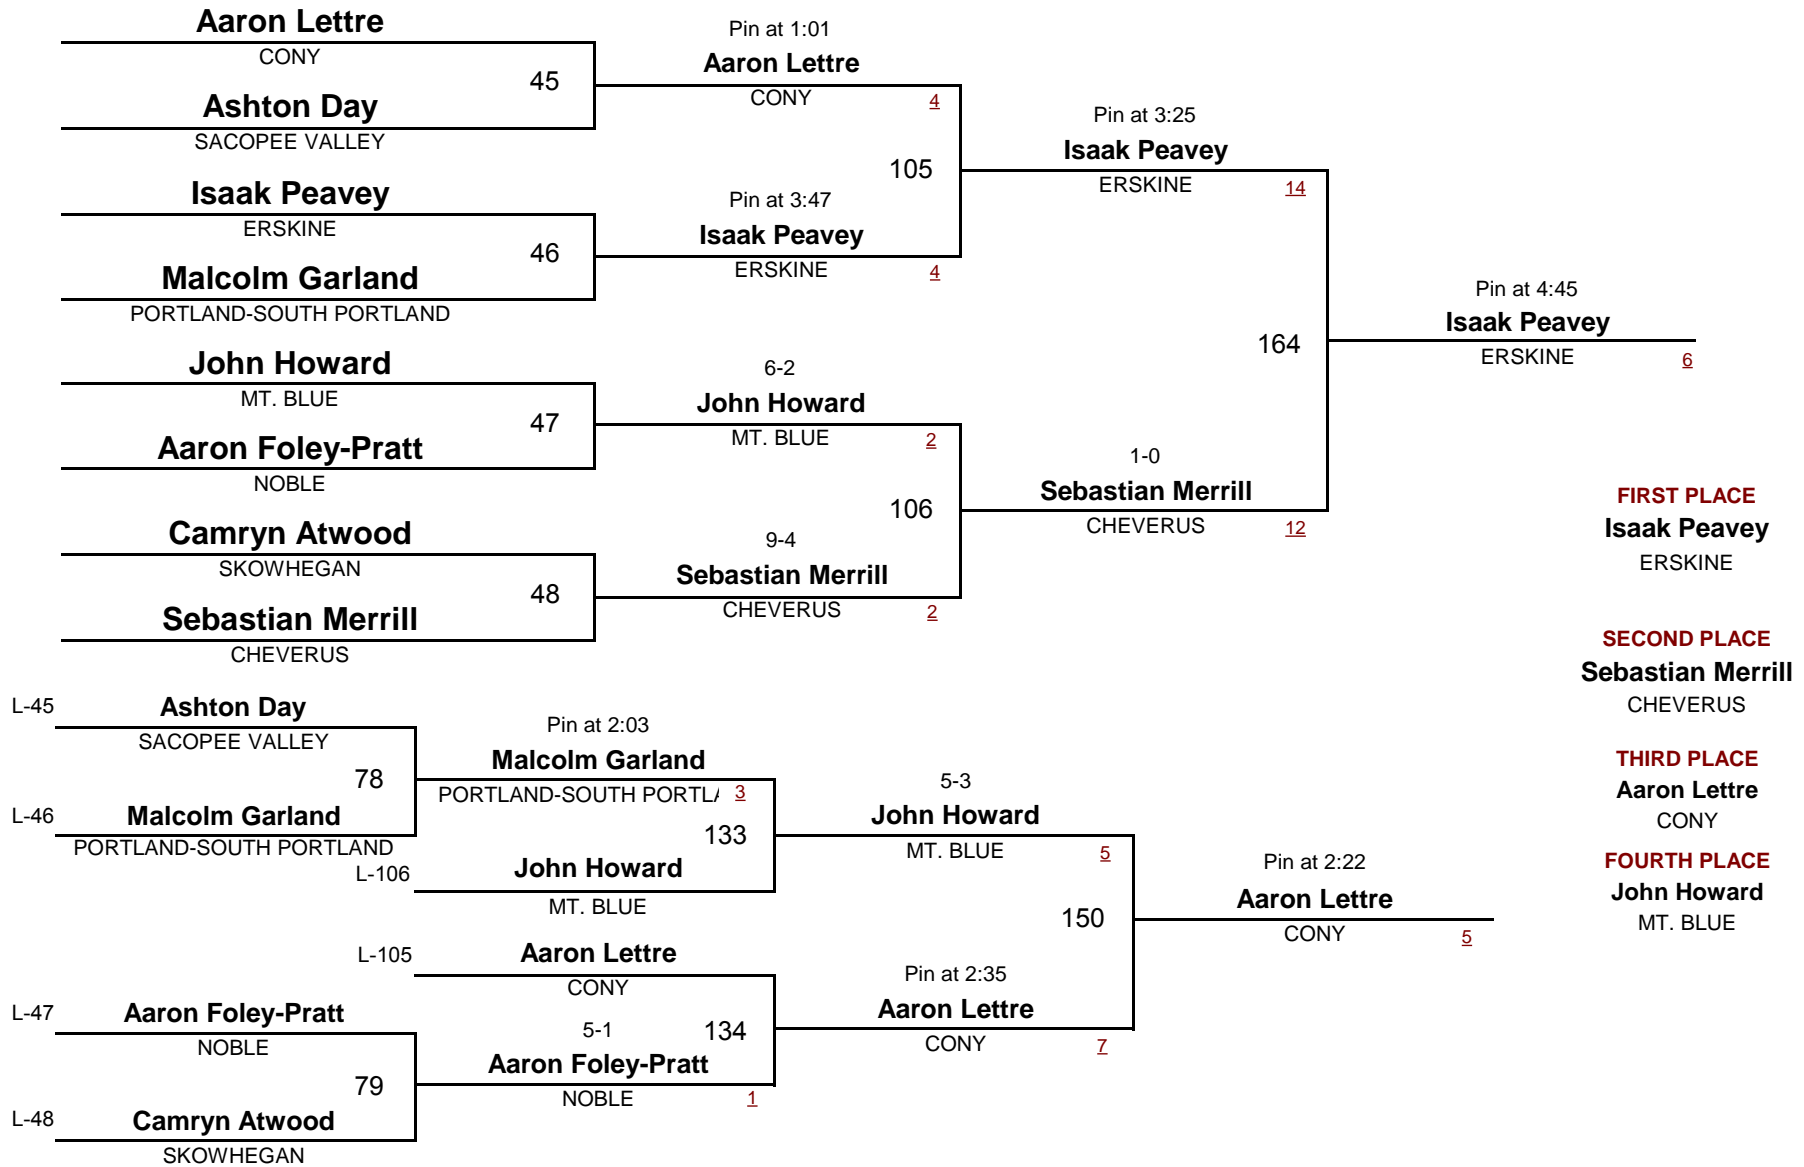 Aaron Lettre
CONY
45
Ashton Day
SACOPEE VALLEY
Isaak Peavey
ERSKINE
46
Malcolm Garland
PORTLAND-SOUTH PORTLAND
John Howard
MT. BLUE
47
Aaron Foley-Pratt
NOBLE
Camryn Atwood
SKOWHEGAN
48
Sebastian Merrill
CHEVERUS
Pin at 1:01
Aaron Lettre
CONY 4
105
Pin at 3:47
Isaak Peavey
ERSKINE 4
6-2
John Howard
MT. BLUE 2
106
9-4
Sebastian Merrill
CHEVERUS 2
Pin at 3:25
Isaak Peavey
ERSKINE 14
164
1-0
Sebastian Merrill
CHEVERUS 12
Pin at 4:45
Isaak Peavey
ERSKINE 6
FIRST PLACE
Isaak Peavey
ERSKINE
SECOND PLACE
Sebastian Merrill
CHEVERUS
THIRD PLACE
Aaron Lettre
CONY
FOURTH PLACE
John Howard
MT. BLUE
L-45 Ashton Day
SACOPEE VALLEY
78
L-46 Malcolm Garland
PORTLAND-SOUTH PORTLAND
Pin at 2:03
Malcolm Garland
PORTLAND-SOUTH PORTLA 3
133
L-106 John Howard
MT. BLUE
L-105 Aaron Lettre
CONY
L-47 Aaron Foley-Pratt
NOBLE
79
L-48 Camryn Atwood
SKOWHEGAN
5-1 134
Aaron Foley-Pratt
NOBLE 1
5-3
John Howard
MT. BLUE 5
150
Pin at 2:35
Aaron Lettre
CONY 7
Pin at 2:22
Aaron Lettre
CONY 5